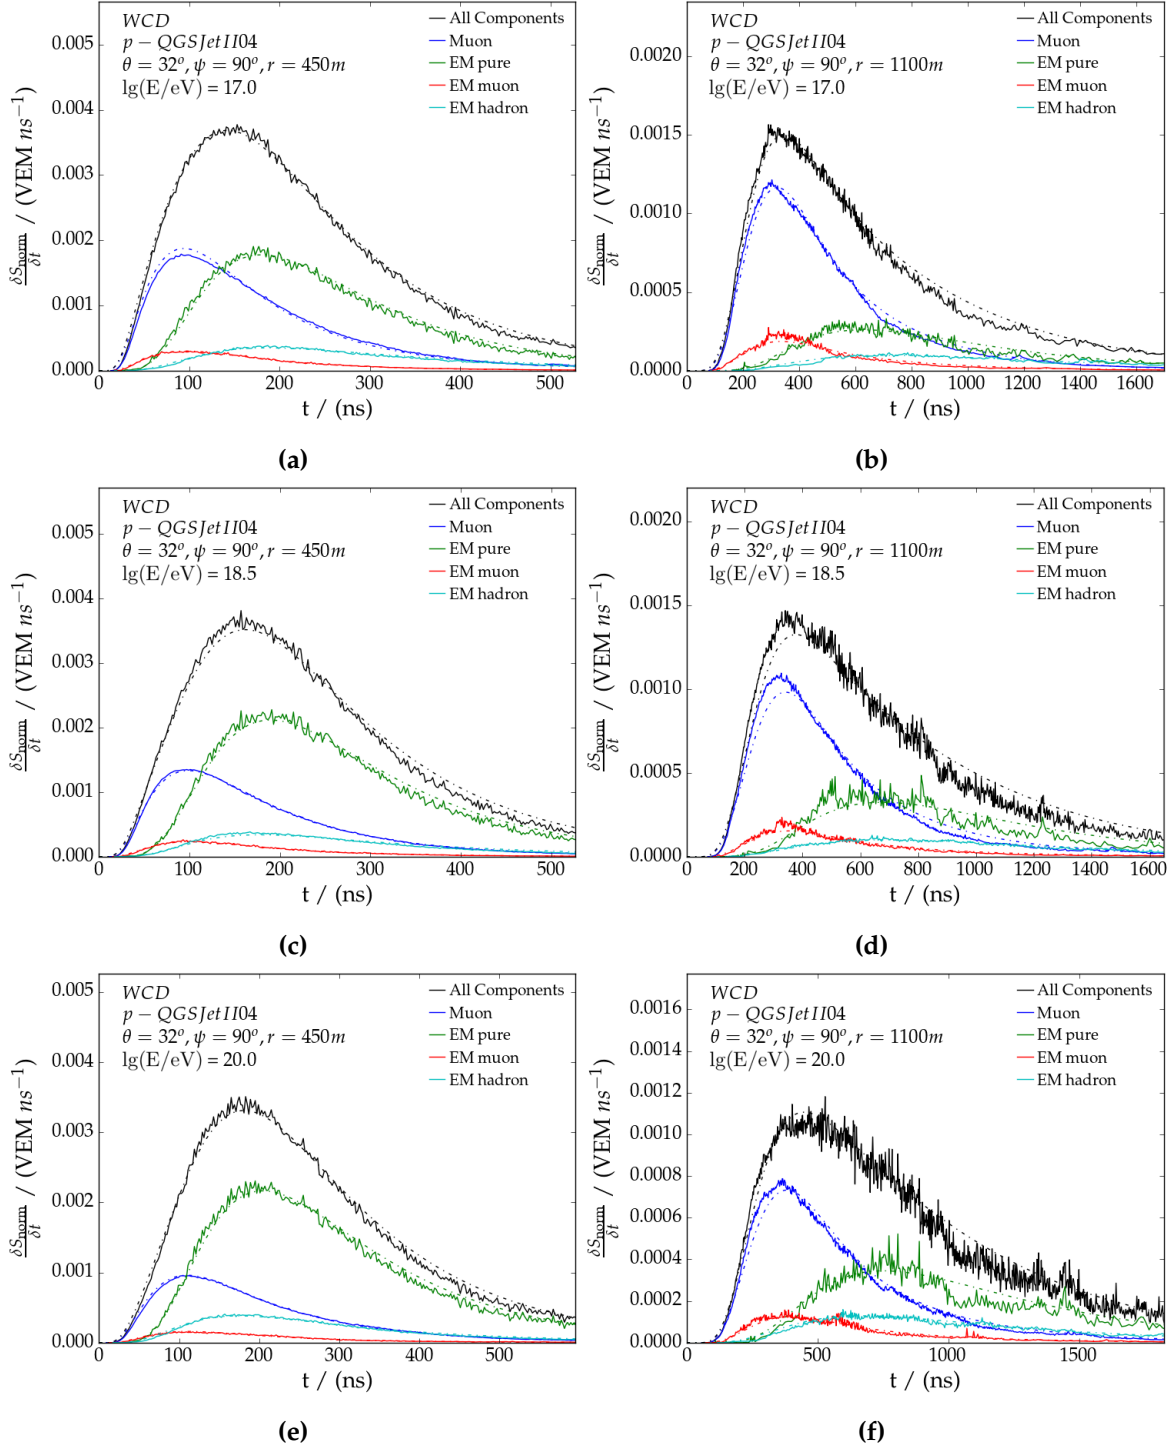 WCD
p − QGSJetII04
θ = 32°, ψ = 90°, r = 450m
lg(E/eV) = 17.0
All Components
Muon
EM pure
EM muon
EM hadron
0.005
0.004
0.003
0.002
0.001
0.000
δS_norm/δt / (VEM ns⁻¹)
0 100 200 300 400 500
t / (ns)
(a)
WCD
p − QGSJetII04
θ = 32°, ψ = 90°, r = 1100m
lg(E/eV) = 17.0
All Components
Muon
EM pure
EM muon
EM hadron
0.0020
0.0015
0.0010
0.0005
0.0000
δS_norm/δt / (VEM ns⁻¹)
200 400 600 800 1000 1200 1400 1600
t / (ns)
(b)
WCD
p − QGSJetII04
θ = 32°, ψ = 90°, r = 450m
lg(E/eV) = 18.5
All Components
Muon
EM pure
EM muon
EM hadron
0.005
0.004
0.003
0.002
0.001
0.000
δS_norm/δt / (VEM ns⁻¹)
0 100 200 300 400 500
t / (ns)
(c)
WCD
p − QGSJetII04
θ = 32°, ψ = 90°, r = 1100m
lg(E/eV) = 18.5
All Components
Muon
EM pure
EM muon
EM hadron
0.0020
0.0015
0.0010
0.0005
0.0000
δS_norm/δt / (VEM ns⁻¹)
200 400 600 800 1000 1200 1400 1600
t / (ns)
(d)
WCD
p − QGSJetII04
θ = 32°, ψ = 90°, r = 450m
lg(E/eV) = 20.0
All Components
Muon
EM pure
EM muon
EM hadron
0.005
0.004
0.003
0.002
0.001
0.000
δS_norm/δt / (VEM ns⁻¹)
0 100 200 300 400 500
t / (ns)
(e)
WCD
p − QGSJetII04
θ = 32°, ψ = 90°, r = 1100m
lg(E/eV) = 20.0
All Components
Muon
EM pure
EM muon
EM hadron
0.0016
0.0014
0.0012
0.0010
0.0008
0.0006
0.0004
0.0002
0.0000
δS_norm/δt / (VEM ns⁻¹)
0 500 1000 1500
t / (ns)
(f)